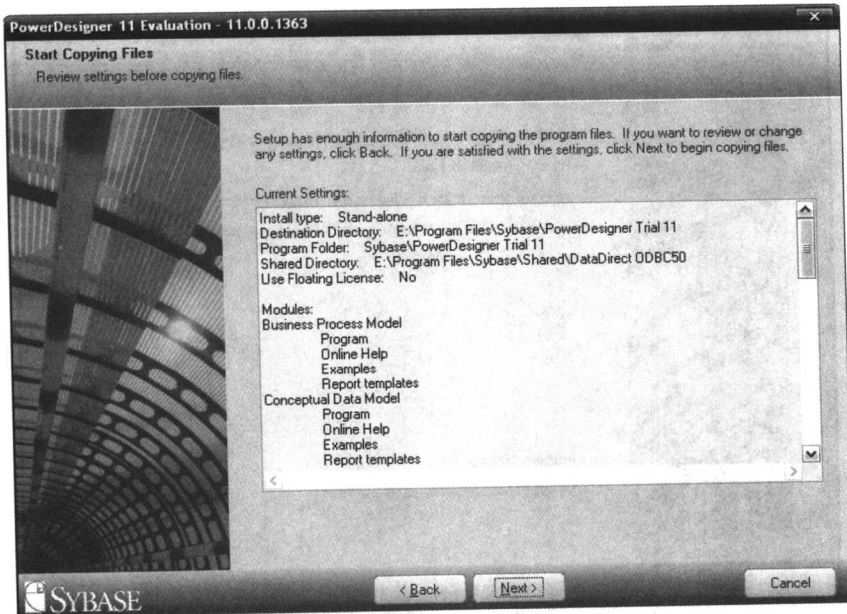 PowerDesigner 11 Evaluation - 11.0.0.1363
Start Copying Files
Review settings before copying files.
Setup has enough information to start copying the program files. If you want to review or change
any settings, click Back. If you are satisfied with the settings, click Next to begin copying files.
Current Settings:
Install type: Stand-alone
Destination Directory: E:\Program Files\Sybase\PowerDesigner Trial 11
Program Folder: Sybase\PowerDesigner Trial 11
Shared Directory: E:\Program Files\Sybase\Shared\DataDirect ODBC50
Use Floating License: No
Modules:
Business Process Model
Program
Online Help
Examples
Report templates
Conceptual Data Model
Program
Online Help
Examples
Report templates
SYBASE
< Back
Next >
Cancel